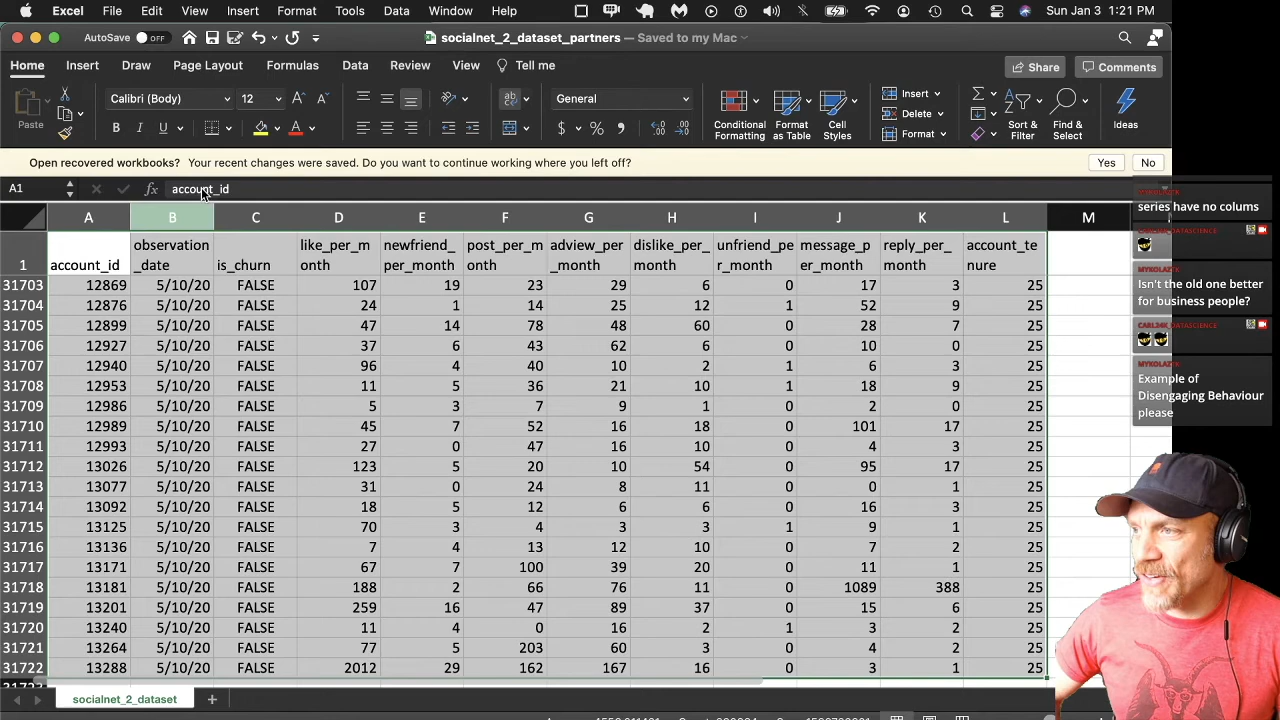 Excel File Edit View Insert Format Tools Data Window Help Sun Jan 3 1:21 PM
AutoSave OFF socialnet_2_dataset_partners — Saved to my Mac
Home Insert Draw Page Layout Formulas Data Review View Tell me Share Comments
Paste Calibri (Body) 12 General Conditional Formatting Format as Table Cell Styles Insert Delete Format Sort & Filter Find & Select Ideas
Open recovered workbooks? Your recent changes were saved. Do you want to continue working where you left off? Yes No
A1 fx account_id
A B C D E F G H I J K L M
1 account_id observation_date is_churn like_per_month newfriend_per_month post_per_month adview_per_month dislike_per_month unfriend_per_month message_per_month reply_per_month account_tenure
31703 12869 5/10/20 FALSE 107 19 23 29 6 0 17 3 25
31704 12876 5/10/20 FALSE 24 1 14 25 12 1 52 9 25
31705 12899 5/10/20 FALSE 47 14 78 48 60 0 28 7 25
31706 12927 5/10/20 FALSE 37 6 43 62 6 0 10 0 25
31707 12940 5/10/20 FALSE 96 4 40 10 2 1 6 3 25
31708 12953 5/10/20 FALSE 11 5 36 21 10 1 18 9 25
31709 12986 5/10/20 FALSE 5 3 7 9 1 0 2 0 25
31710 12989 5/10/20 FALSE 45 7 52 16 18 0 101 17 25
31711 12993 5/10/20 FALSE 27 0 47 16 10 0 4 3 25
31712 13026 5/10/20 FALSE 123 5 20 10 54 0 95 17 25
31713 13077 5/10/20 FALSE 31 0 24 8 11 0 0 1 25
31714 13092 5/10/20 FALSE 18 5 12 6 6 0 16 3 25
31715 13125 5/10/20 FALSE 70 3 4 3 3 1 9 1 25
31716 13136 5/10/20 FALSE 7 4 13 12 10 0 7 2 25
31717 13171 5/10/20 FALSE 67 7 100 39 20 0 11 1 25
31718 13181 5/10/20 FALSE 188 2 66 76 11 0 1089 388 25
31719 13201 5/10/20 FALSE 259 16 47 89 37 0 15 6 25
31720 13240 5/10/20 FALSE 11 4 0 16 2 1 3 2 25
31721 13264 5/10/20 FALSE 77 5 203 60 3 0 4 2 25
31722 13288 5/10/20 FALSE 2012 29 162 167 16 0 3 1 25
socialnet_2_dataset
series have no colums
MYKOLAZYK
Isn't the old one better
for business people?
MYKOLAZYK
Example of
Disengaging Behaviour
please